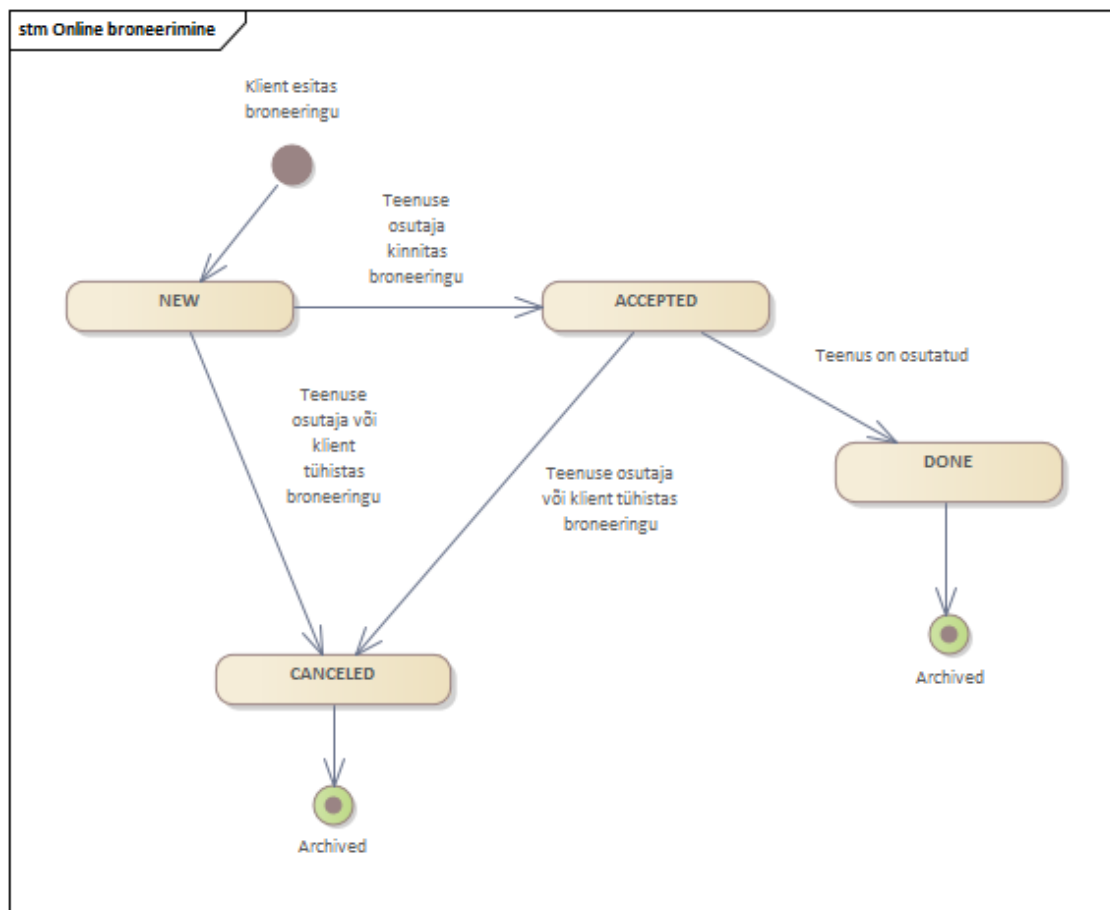 stm Online broneerimine
Klient esitas
broneeringu
Teenuse
osutaja
kinnitas
broneeringu
NEW
ACCEPTED
Teenus on osutatud
Teenuse
osutaja või
klient
tühistas
broneeringu
Teenuse osutaja
või klient tühistas
broneeringu
DONE
CANCELED
Archived
Archived